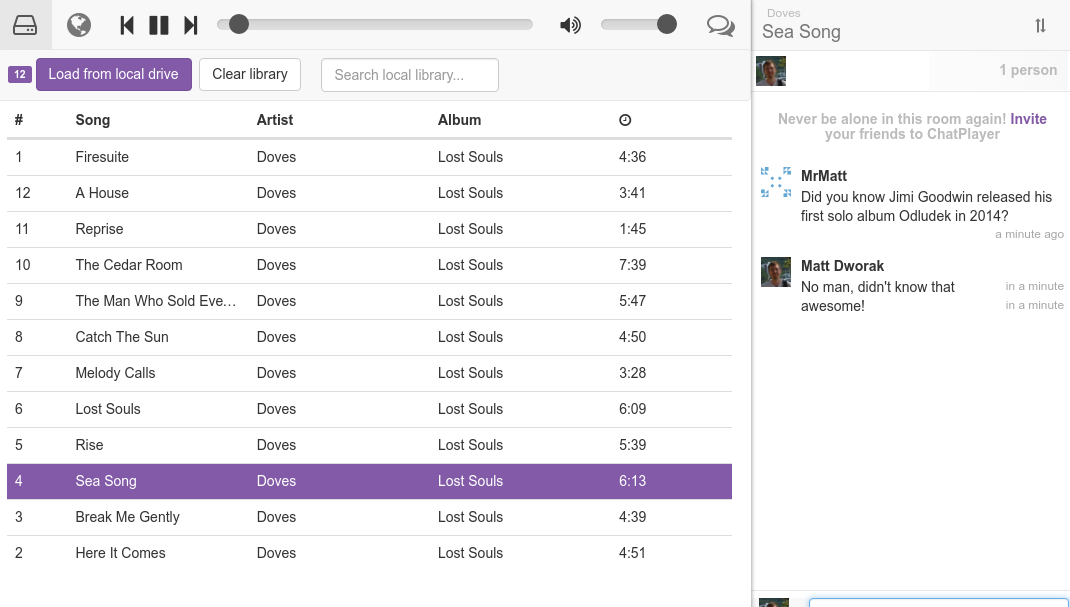 12 Load from local drive Clear library Search local library...
# Song Artist Album
1 Firesuite Doves Lost Souls 4:36
12 A House Doves Lost Souls 3:41
11 Reprise Doves Lost Souls 1:45
10 The Cedar Room Doves Lost Souls 7:39
9 The Man Who Sold Eve... Doves Lost Souls 5:47
8 Catch The Sun Doves Lost Souls 4:50
7 Melody Calls Doves Lost Souls 3:28
6 Lost Souls Doves Lost Souls 6:09
5 Rise Doves Lost Souls 5:39
4 Sea Song Doves Lost Souls 6:13
3 Break Me Gently Doves Lost Souls 4:39
2 Here It Comes Doves Lost Souls 4:51
Doves
Sea Song
1 person
Never be alone in this room again! Invite
your friends to ChatPlayer
MrMatt
Did you know Jimi Goodwin released his
first solo album Odludek in 2014?
a minute ago
Matt Dworak
No man, didn't know that in a minute
awesome! in a minute